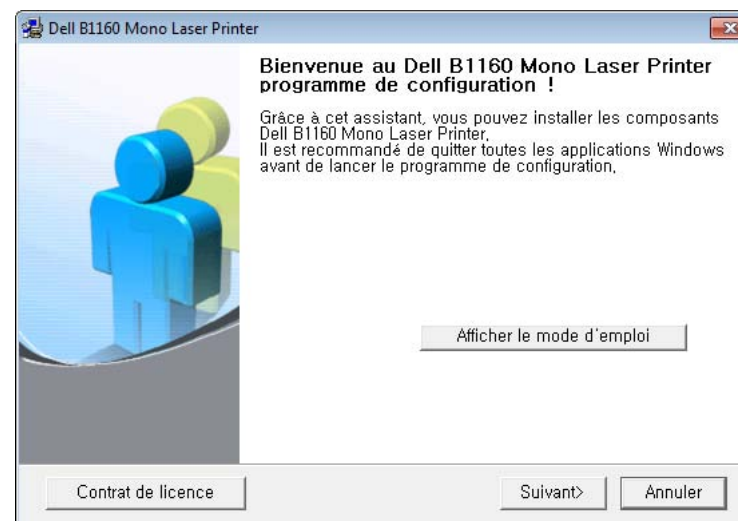 Dell B1160 Mono Laser Printer
Bienvenue au Dell B1160 Mono Laser Printer
programme de configuration !
Grâce à cet assistant, vous pouvez installer les composants
Dell B1160 Mono Laser Printer,
Il est recommandé de quitter toutes les applications Windows
avant de lancer le programme de configuration,
Afficher le mode d'emploi
Contrat de licence
Suivant>
Annuler